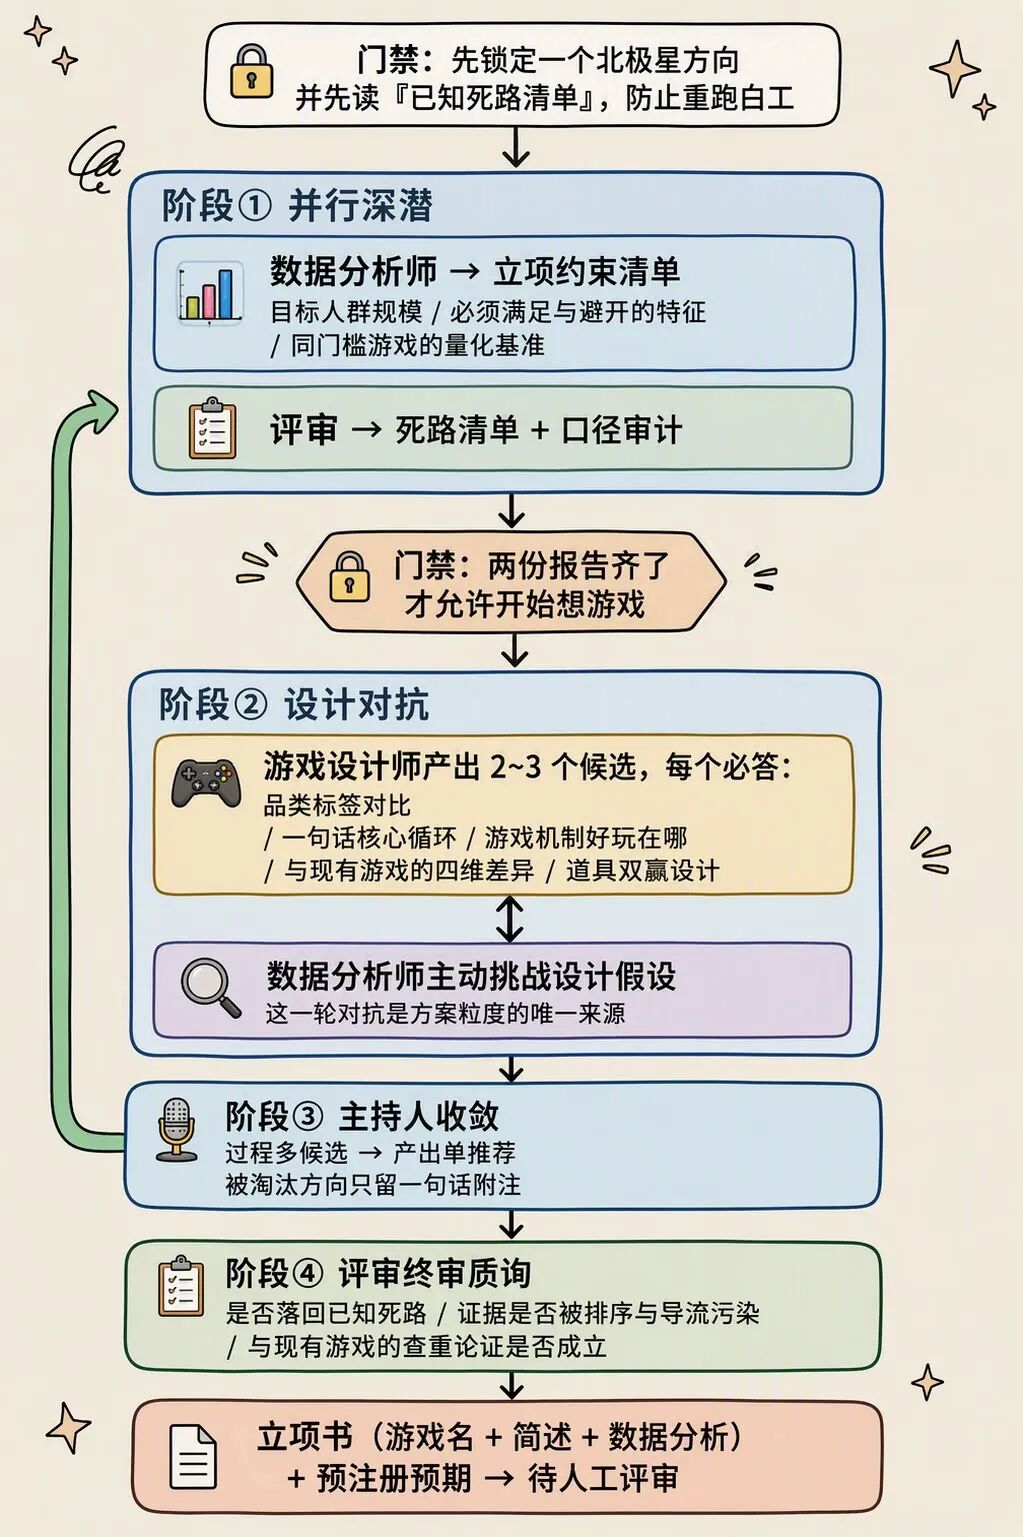 门禁：先锁定一个北极星方向
并先读『已知死路清单』，防止重跑白工
阶段① 并行深潜
数据分析师 → 立项约束清单
目标人群规模 / 必须满足与避开的特征
/ 同门槛游戏的量化基准
评审 → 死路清单 + 口径审计
门禁：两份报告齐了
才允许开始想游戏
阶段② 设计对抗
游戏设计师产出 2~3 个候选，每个必答：
品类标签对比
/ 一句话核心循环 / 游戏机制好玩在哪
/ 与现有游戏的四维差异 / 道具双赢设计
数据分析师主动挑战设计假设
这一轮对抗是方案粒度的唯一来源
阶段③ 主持人收敛
过程多候选 → 产出单推荐
被淘汰方向只留一句话附注
阶段④ 评审终审质询
是否落回已知死路 / 证据是否被排序与导流污染
/ 与现有游戏的查重论证是否成立
立项书（游戏名 + 简述 + 数据分析）
+ 预注册预期 → 待人工评审